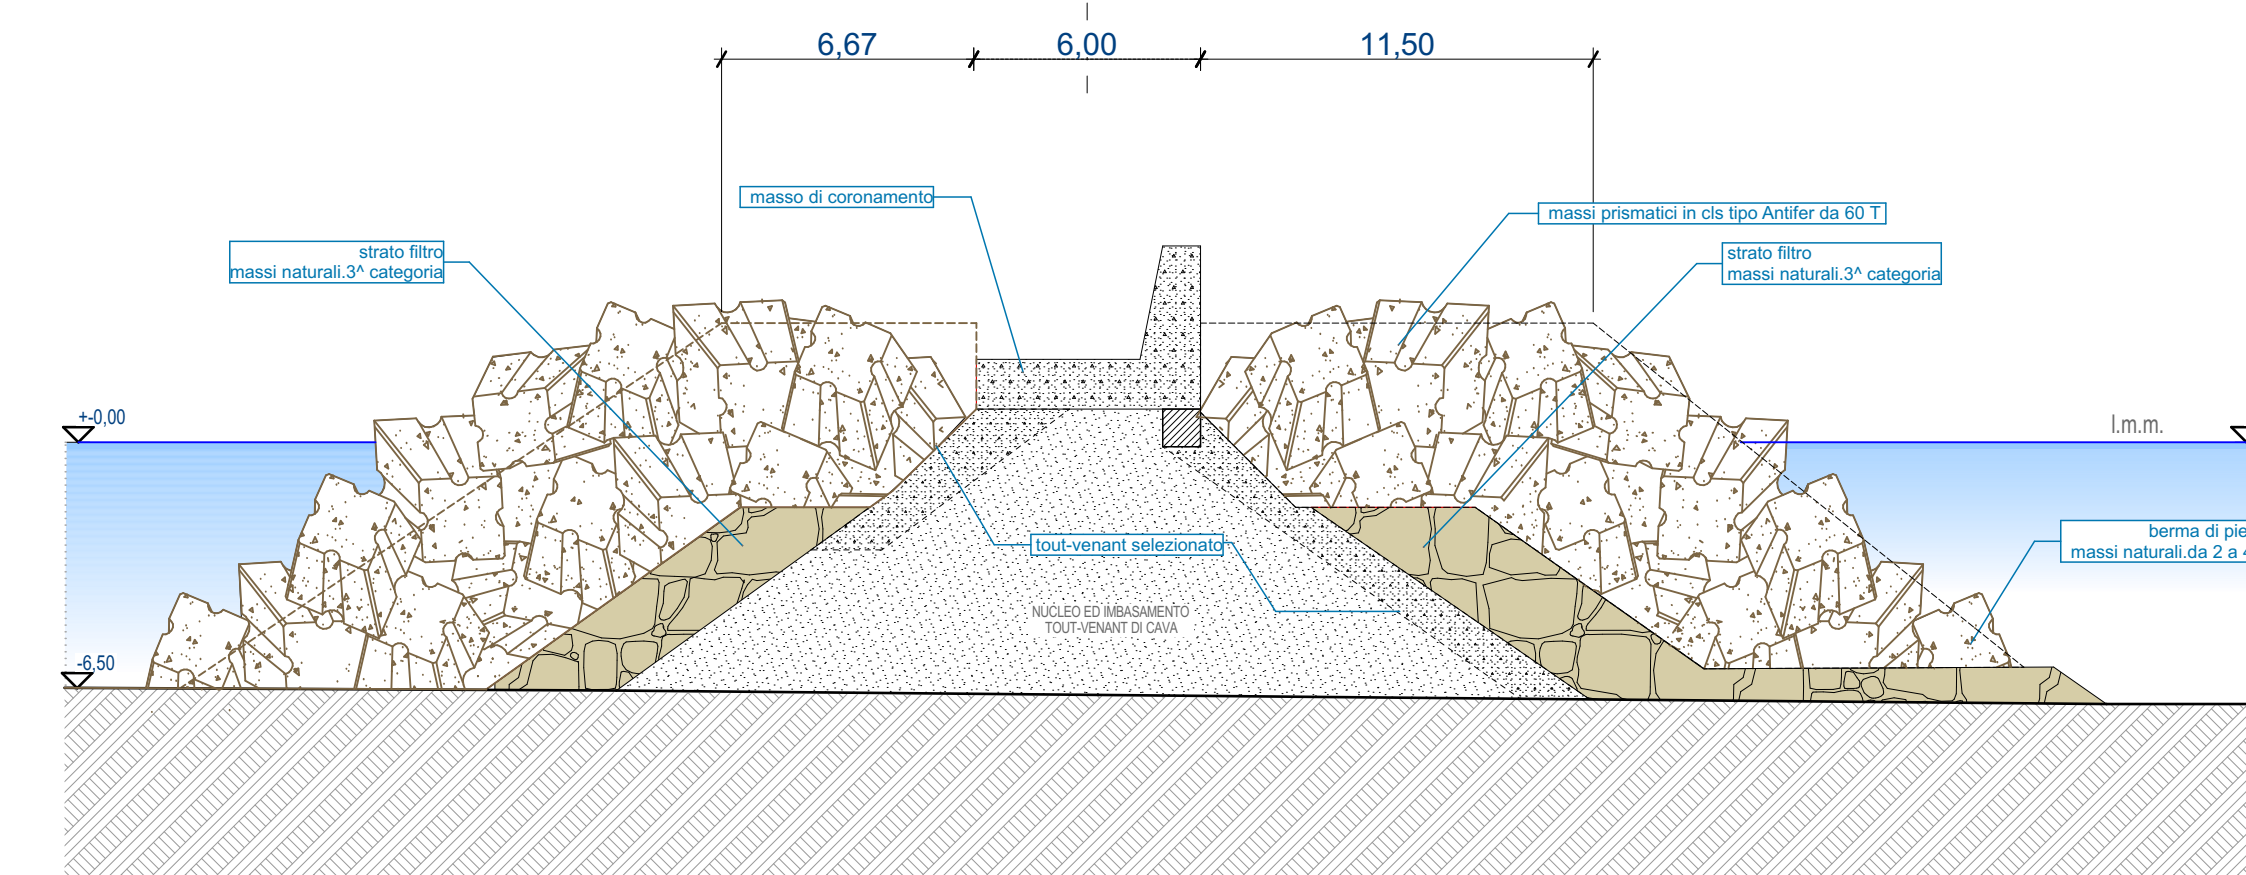 6,67 6,00 11,50
masso di coronamento
massi prismatici in cls tipo Antifer da 60 T
strato filtro
massi naturali.3^ categoria
strato filtro
massi naturali.3^ categoria
+-0,00
l.m.m.
berma di pie
massi naturali.da 2 a 4
tout-venant selezionato
NUCLEO ED IMBASAMENTO
TOUT-VENANT DI CAVA
-6,50